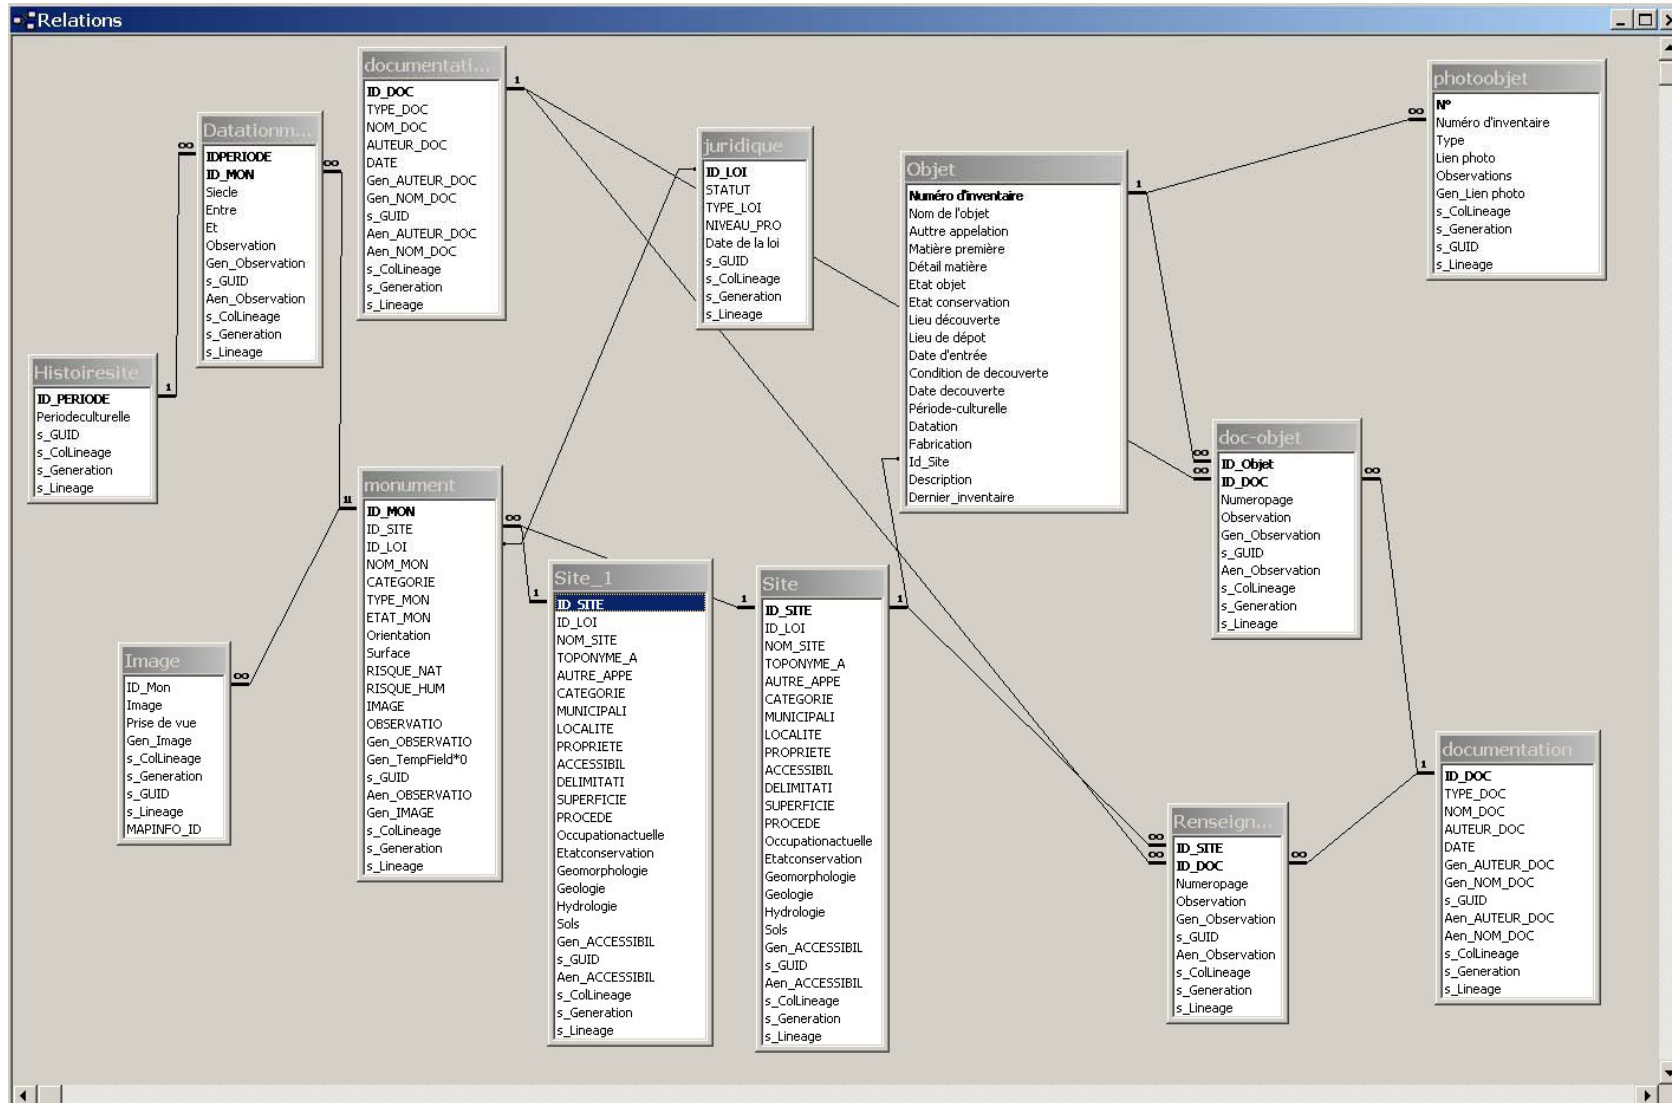 Relations
documentati...
ID_DOC
TYPE_DOC
NOM_DOC
AUTEUR_DOC
DATE
Gen_AUTEUR_DOC
Gen_NOM_DOC
s_GUID
Aen_AUTEUR_DOC
Aen_NOM_DOC
s_ColLineage
s_Generation
s_Lineage
Datationm...
IDPERIODE
ID_MON
Siecle
Entre
Et
Observation
Gen_Observation
s_GUID
Aen_Observation
s_ColLineage
s_Generation
s_Lineage
Histoiresite
ID_PERIODE
Periodeculturelle
s_GUID
s_ColLineage
s_Generation
s_Lineage
juridique
ID_LOI
STATUT
TYPE_LOI
NIVEAU_PRO
Date de la loi
s_GUID
s_ColLineage
s_Generation
s_Lineage
Objet
Numéro d'inventaire
Nom de l'objet
Auttre appelation
Matière première
Détail matière
Etat objet
Etat conservation
Lieu découverte
Lieu de dépot
Date d'entrée
Condition de decouverte
Date decouverte
Période-culturelle
Datation
Fabrication
Id_Site
Description
Dernier_inventaire
photoobjet
N°
Numéro d'inventaire
Type
Lien photo
Observations
Gen_Lien photo
s_ColLineage
s_Generation
s_GUID
s_Lineage
monument
ID_MON
ID_SITE
ID_LOI
NOM_MON
CATEGORIE
TYPE_MON
ETAT_MON
Orientation
Surface
RISQUE_NAT
RISQUE_HUM
IMAGE
OBSERVATIO
Gen_OBSERVATIO
Gen_TempField*0
s_GUID
Aen_OBSERVATIO
Gen_IMAGE
s_ColLineage
s_Generation
s_Lineage
Image
ID_Mon
Image
Prise de vue
Gen_Image
s_ColLineage
s_Generation
s_GUID
s_Lineage
MAPINFO_ID
Site_1
ID_SITE
ID_LOI
NOM_SITE
TOPONYME_A
AUTRE_APPE
CATEGORIE
MUNICIPALI
LOCALITE
PROPRIETE
ACCESSIBIL
DELIMITATI
SUPERFICIE
PROCEDE
Occupationactuelle
Etatconservation
Geomorphologie
Geologie
Hydrologie
Sols
Gen_ACCESSIBIL
s_GUID
Aen_ACCESSIBIL
s_ColLineage
s_Generation
s_Lineage
Site
ID_SITE
ID_LOI
NOM_SITE
TOPONYME_A
AUTRE_APPE
CATEGORIE
MUNICIPALI
LOCALITE
PROPRIETE
ACCESSIBIL
DELIMITATI
SUPERFICIE
PROCEDE
Occupationactuelle
Etatconservation
Geomorphologie
Geologie
Hydrologie
Sols
Gen_ACCESSIBIL
s_GUID
Aen_ACCESSIBIL
s_ColLineage
s_Generation
s_Lineage
doc-objet
ID_Objet
ID_DOC
Numeropage
Observation
Gen_Observation
s_GUID
Aen_Observation
s_ColLineage
s_Generation
s_Lineage
Renseign...
ID_SITE
ID_DOC
Numeropage
Observation
Gen_Observation
s_GUID
Aen_Observation
s_ColLineage
s_Generation
s_Lineage
documentation
ID_DOC
TYPE_DOC
NOM_DOC
AUTEUR_DOC
DATE
Gen_AUTEUR_DOC
Gen_NOM_DOC
s_GUID
Aen_AUTEUR_DOC
Aen_NOM_DOC
s_ColLineage
s_Generation
s_Lineage